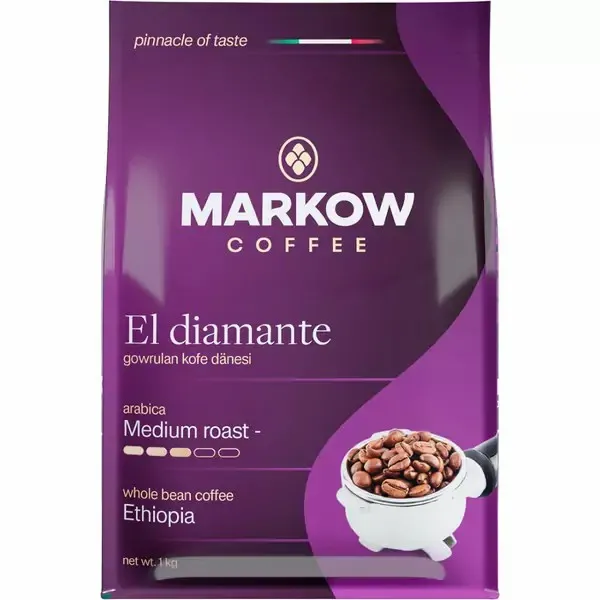 pinnacle of taste
MARKOW
COFFEE
El diamante
gowrulan kofe dänesi
arabica
Medium roast -
whole bean coffee
Ethiopia
net wt. 1 kg